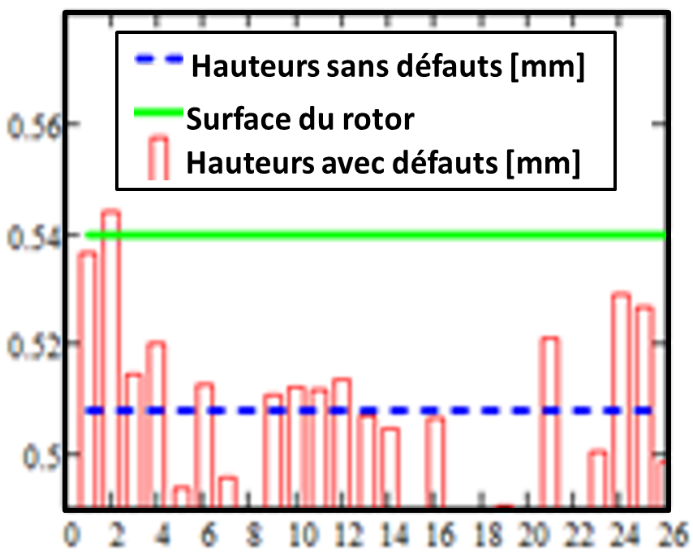 Hauteurs sans défauts [mm]
Surface du rotor
Hauteurs avec défauts [mm]
0.56
0.54
0.52
0.5
0 2 4 6 8 10 12 14 16 18 20 22 24 26